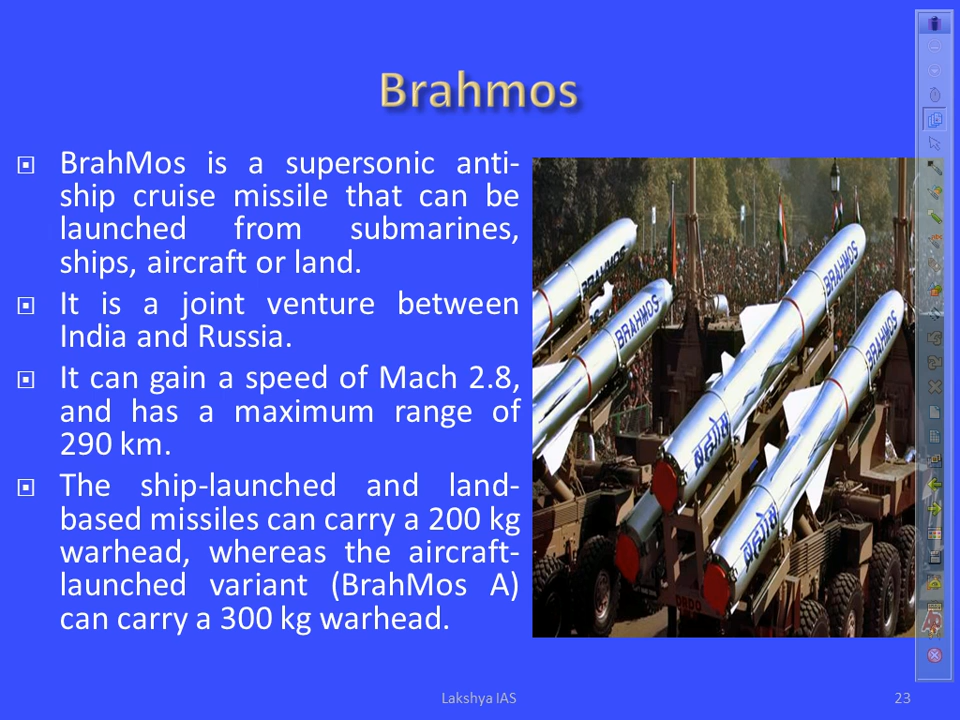 Brahmos
BrahMos is a supersonic anti-
ship cruise missile that can be
launched from submarines,
ships, aircraft or land.
It is a joint venture between
India and Russia.
It can gain a speed of Mach 2.8,
and has a maximum range of
290 km.
The ship-launched and land-
based missiles can carry a 200 kg
warhead, whereas the aircraft-
launched variant (BrahMos A)
can carry a 300 kg warhead.
BRAHMOS
BRAHMOS
BRAHMOS
BRAHMOS
ब्रह्मोस
ब्रह्मोस
DRDO
Lakshya IAS
23